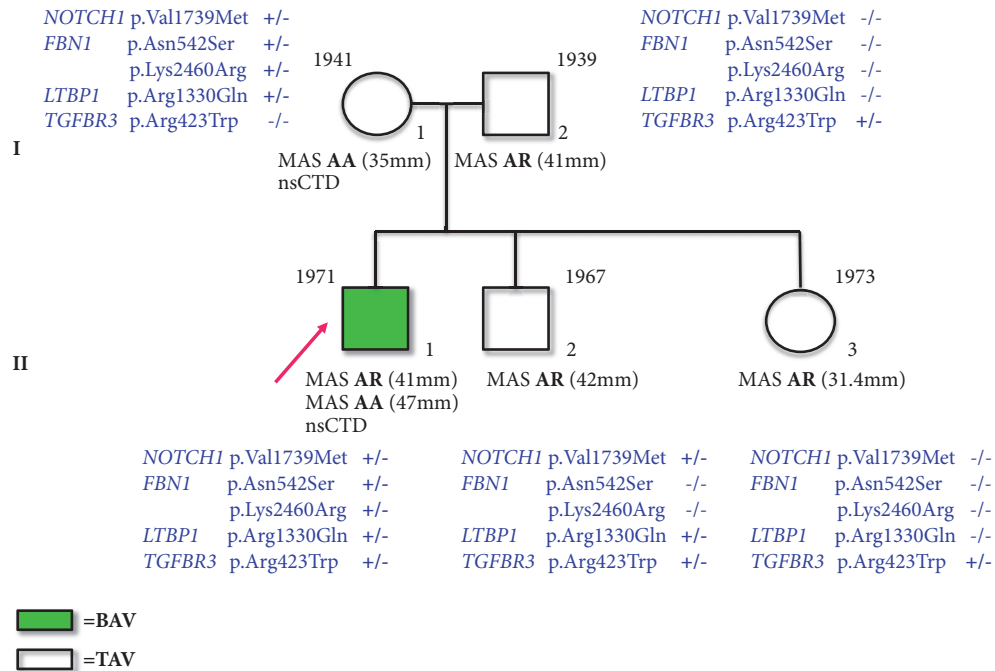 NOTCH1 p.Val1739Met +/-
FBN1 p.Asn542Ser +/-
p.Lys2460Arg +/-
LTBP1 p.Arg1330Gln +/-
TGFBR3 p.Arg423Trp -/-
NOTCH1 p.Val1739Met -/-
FBN1 p.Asn542Ser -/-
p.Lys2460Arg -/-
LTBP1 p.Arg1330Gln -/-
TGFBR3 p.Arg423Trp +/-
I
1941
1
MAS AA (35mm)
nsCTD
1939
2
MAS AR (41mm)
II
1971
1
MAS AR (41mm)
MAS AA (47mm)
nsCTD
1967
2
MAS AR (42mm)
1973
3
MAS AR (31.4mm)
NOTCH1 p.Val1739Met +/-
FBN1 p.Asn542Ser +/-
p.Lys2460Arg +/-
LTBP1 p.Arg1330Gln +/-
TGFBR3 p.Arg423Trp +/-
NOTCH1 p.Val1739Met +/-
FBN1 p.Asn542Ser -/-
p.Lys2460Arg -/-
LTBP1 p.Arg1330Gln +/-
TGFBR3 p.Arg423Trp +/-
NOTCH1 p.Val1739Met -/-
FBN1 p.Asn542Ser -/-
p.Lys2460Arg -/-
LTBP1 p.Arg1330Gln -/-
TGFBR3 p.Arg423Trp +/-
=BAV
=TAV